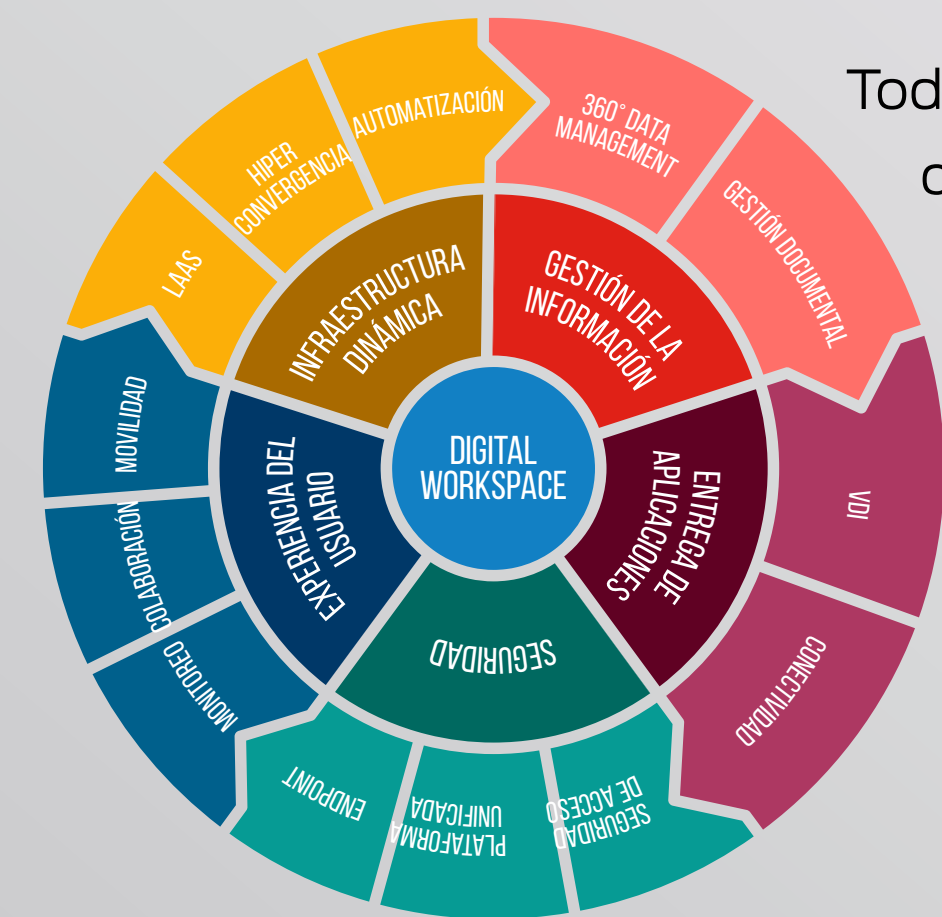 Tod
c
DIGITAL
WORKSPACE
GESTIÓN DE LA
INFORMACIÓN
360° DATA
MANAGEMENT
GESTIÓN DOCUMENTAL
ENTREGA DE
APLICACIONES
VDI
CONECTIVIDAD
SEGURIDAD
SEGURIDAD
DE ACCESO
PLATAFORMA
UNIFICADA
ENDPOINT
EXPERIENCIA DEL
USUARIO
MONITOREO
COLABORACIÓN
MOVILIDAD
INFRAESTRUCTURA
DINÁMICA
LAAS
HIPER
CONVERGENCIA
AUTOMATIZACIÓN